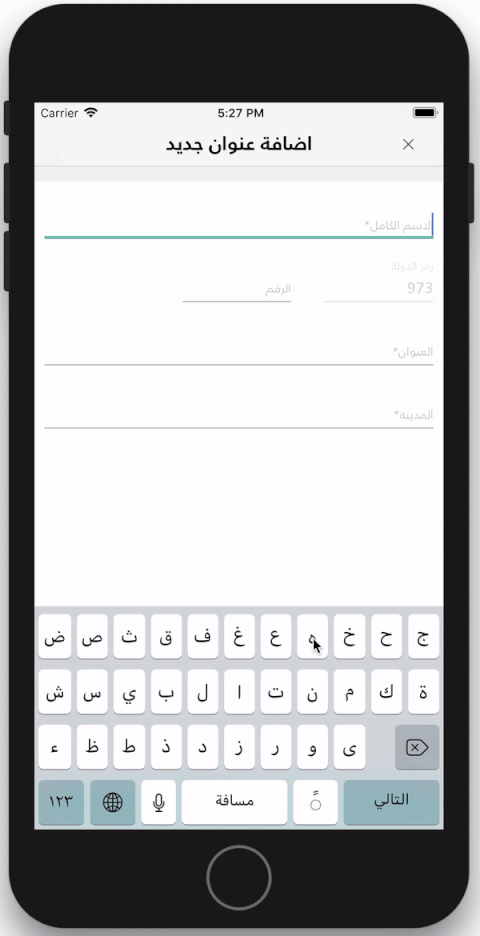 Carrier 5:27 PM
اضافة عنوان جديد
الاسم الكامل*
رمز الدولة
973 الرقم
العنوان*
المدينة*
ج ح خ ه ع غ ف ق ث ص ض
ة ك م ن ت ا ل ب ي س ش
ى و ر ز د ذ ط ظ ء
التالي ً مسافة ١٢٣